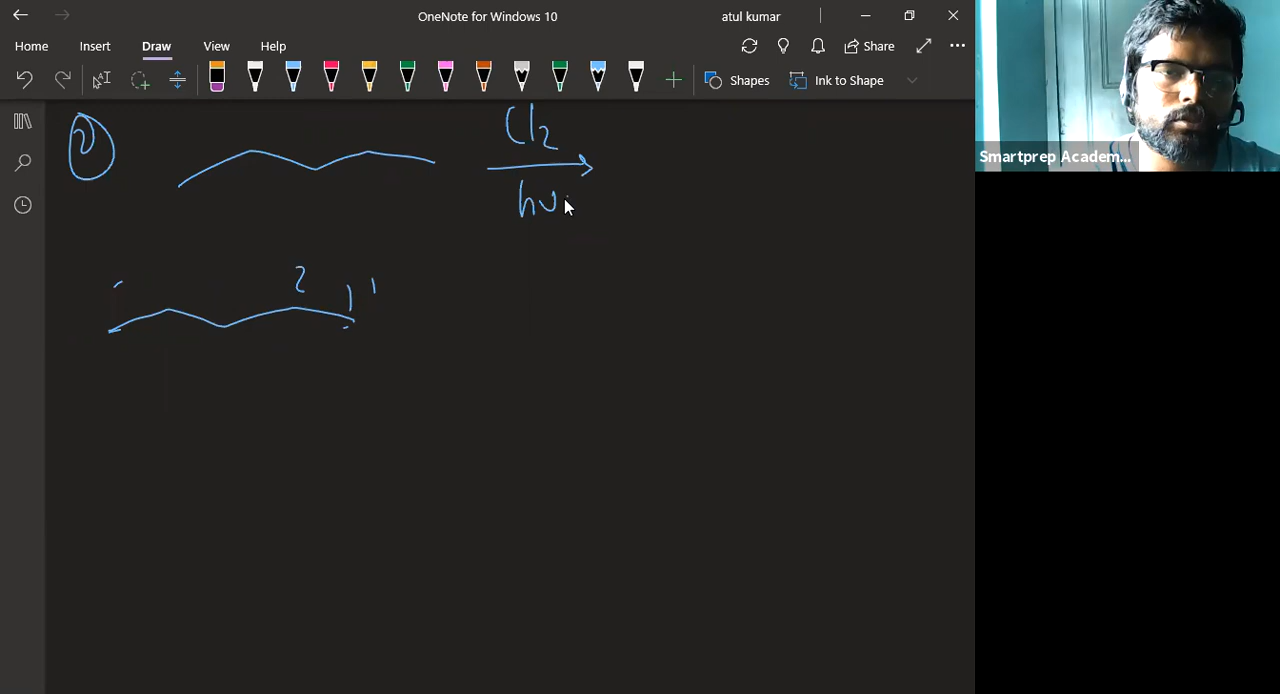 OneNote for Windows 10
atul kumar
Home Insert Draw View Help
Share
Shapes
Ink to Shape
Smartprep Academ...
2
Cl2
hν
2 1'